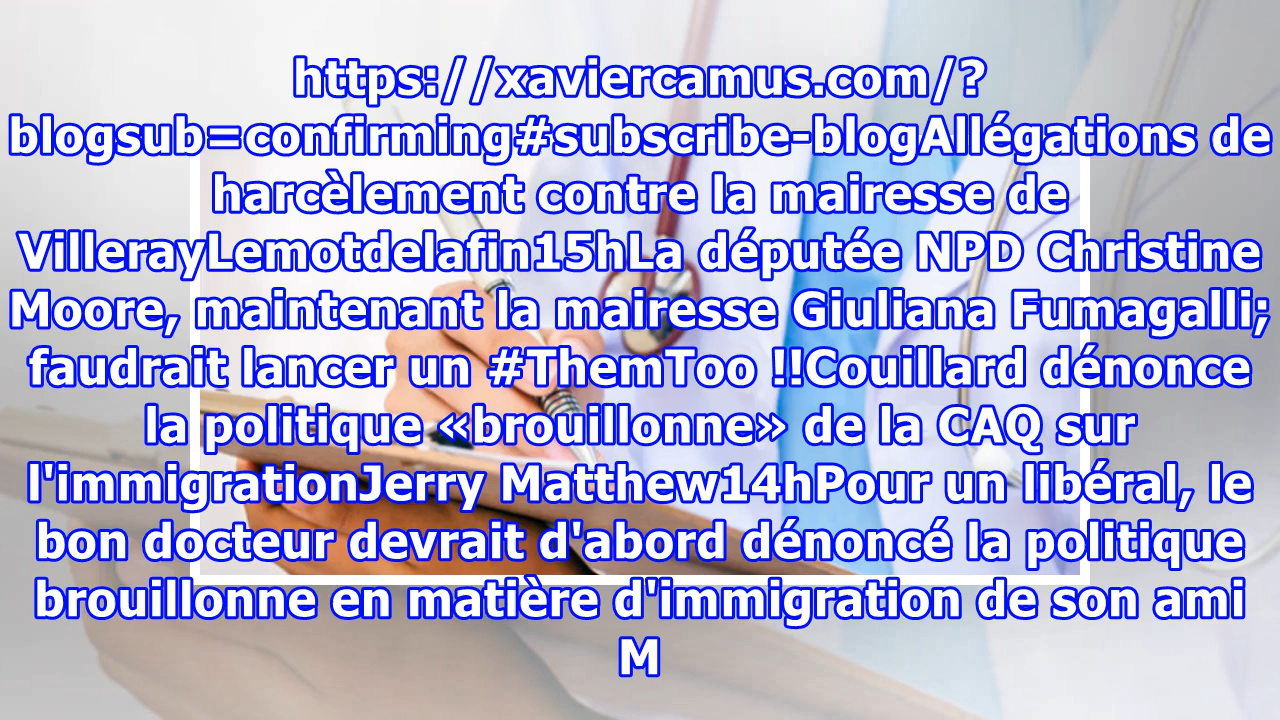 https://xaviercamus.com/?
blogsub=confirming#subscribe-blogAllégations de
harcèlement contre la mairesse de
VillerayLemotdelafin15hLa députée NPD Christine
Moore, maintenant la mairesse Giuliana Fumagalli;
faudrait lancer un #ThemToo !!Couillard dénonce
la politique «brouillonne» de la CAQ sur
l'immigrationJerry Matthew14hPour un libéral, le
bon docteur devrait d'abord dénoncé la politique
brouillonne en matière d'immigration de son ami
M